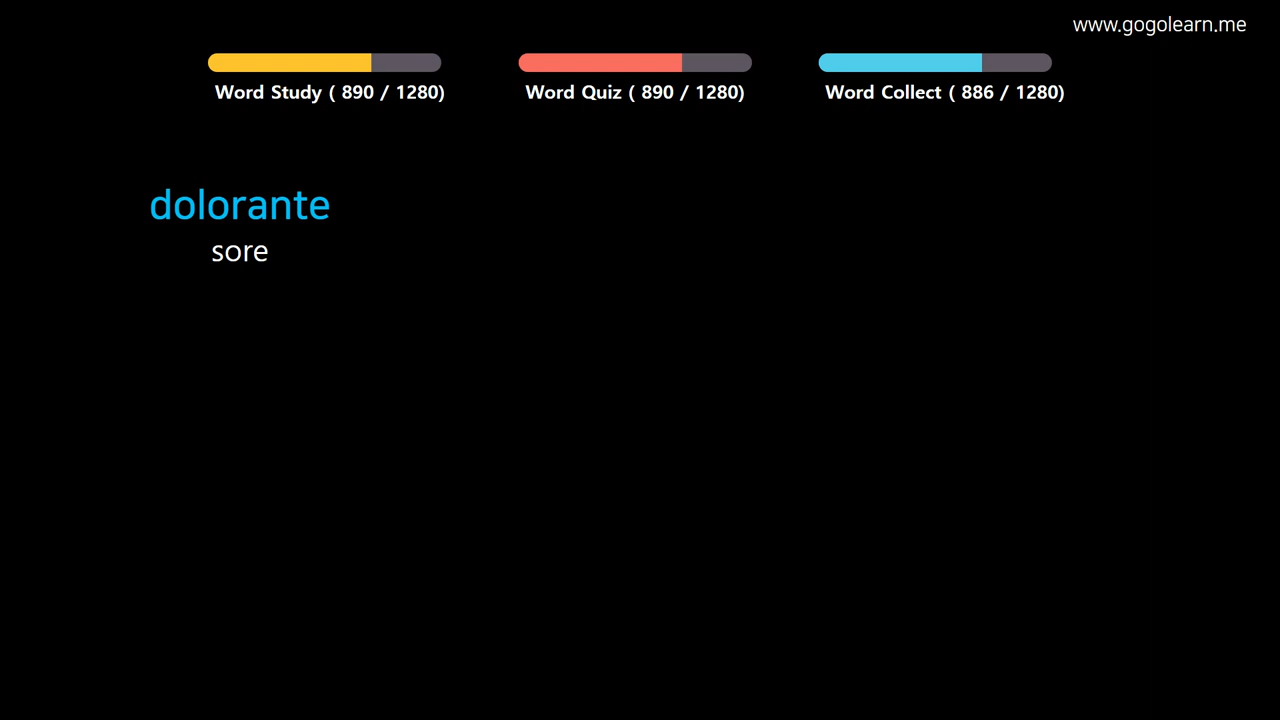 www.gogolearn.me
Word Study ( 890 / 1280)
Word Quiz ( 890 / 1280)
Word Collect ( 886 / 1280)
dolorante
sore